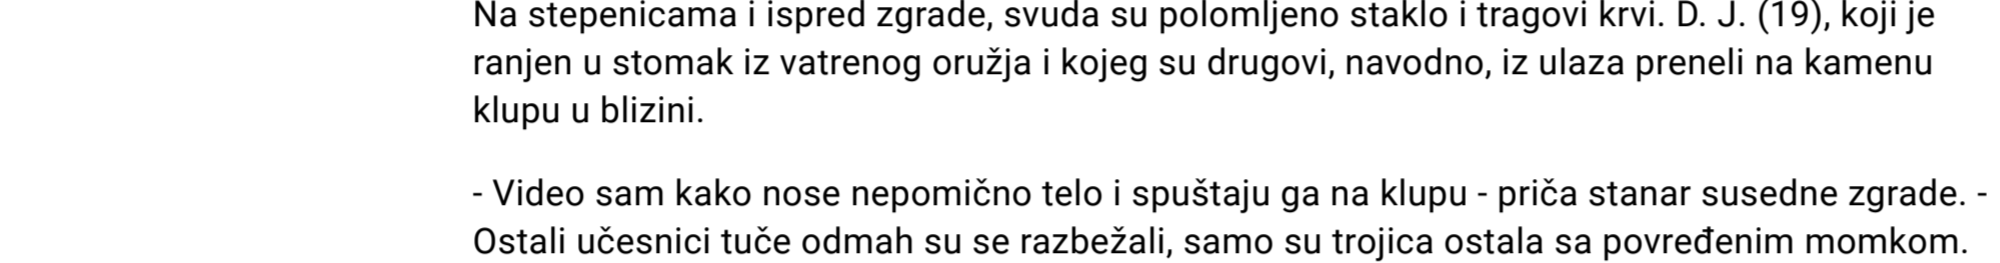 Na stepenicama i ispred zgrade, svuda su polomljeno staklo i tragovi krvi. D. J. (19), koji je
ranjen u stomak iz vatrenog oružja i kojeg su drugovi, navodno, iz ulaza preneli na kamenu
klupu u blizini.
- Video sam kako nose nepomično telo i spuštaju ga na klupu - priča stanar susedne zgrade. -
Ostali učesnici tuče odmah su se razbežali, samo su trojica ostala sa povređenim momkom.